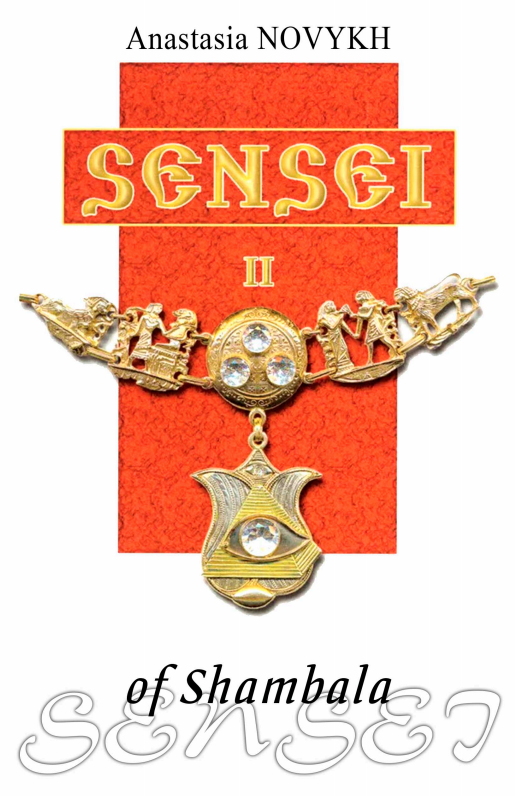 Anastasia NOVYKH
SENSEI
II
of Shambala
SENSEI